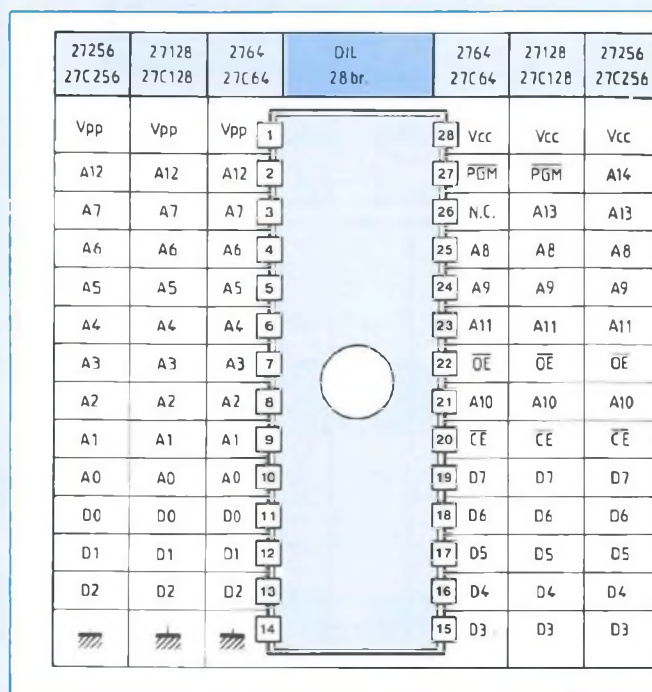 27256 27128 2764 DIL 2764 27128 27256
27C256 27C128 27C64 28 br. 27C64 27C128 27C256
Vpp Vpp Vpp 1 28 Vcc Vcc Vcc
A12 A12 A12 2 27 PGM PGM A14
A7 A7 A7 3 26 N.C. A13 A13
A6 A6 A6 4 25 A8 A8 A8
A5 A5 A5 5 24 A9 A9 A9
A4 A4 A4 6 23 A11 A11 A11
A3 A3 A3 7 22 OE OE OE
A2 A2 A2 8 21 A10 A10 A10
A1 A1 A1 9 20 CE CE CE
A0 A0 A0 10 19 D7 D7 D7
D0 D0 D0 11 18 D6 D6 D6
D1 D1 D1 12 17 D5 D5 D5
D2 D2 D2 13 16 D4 D4 D4
14 15 D3 D3 D3